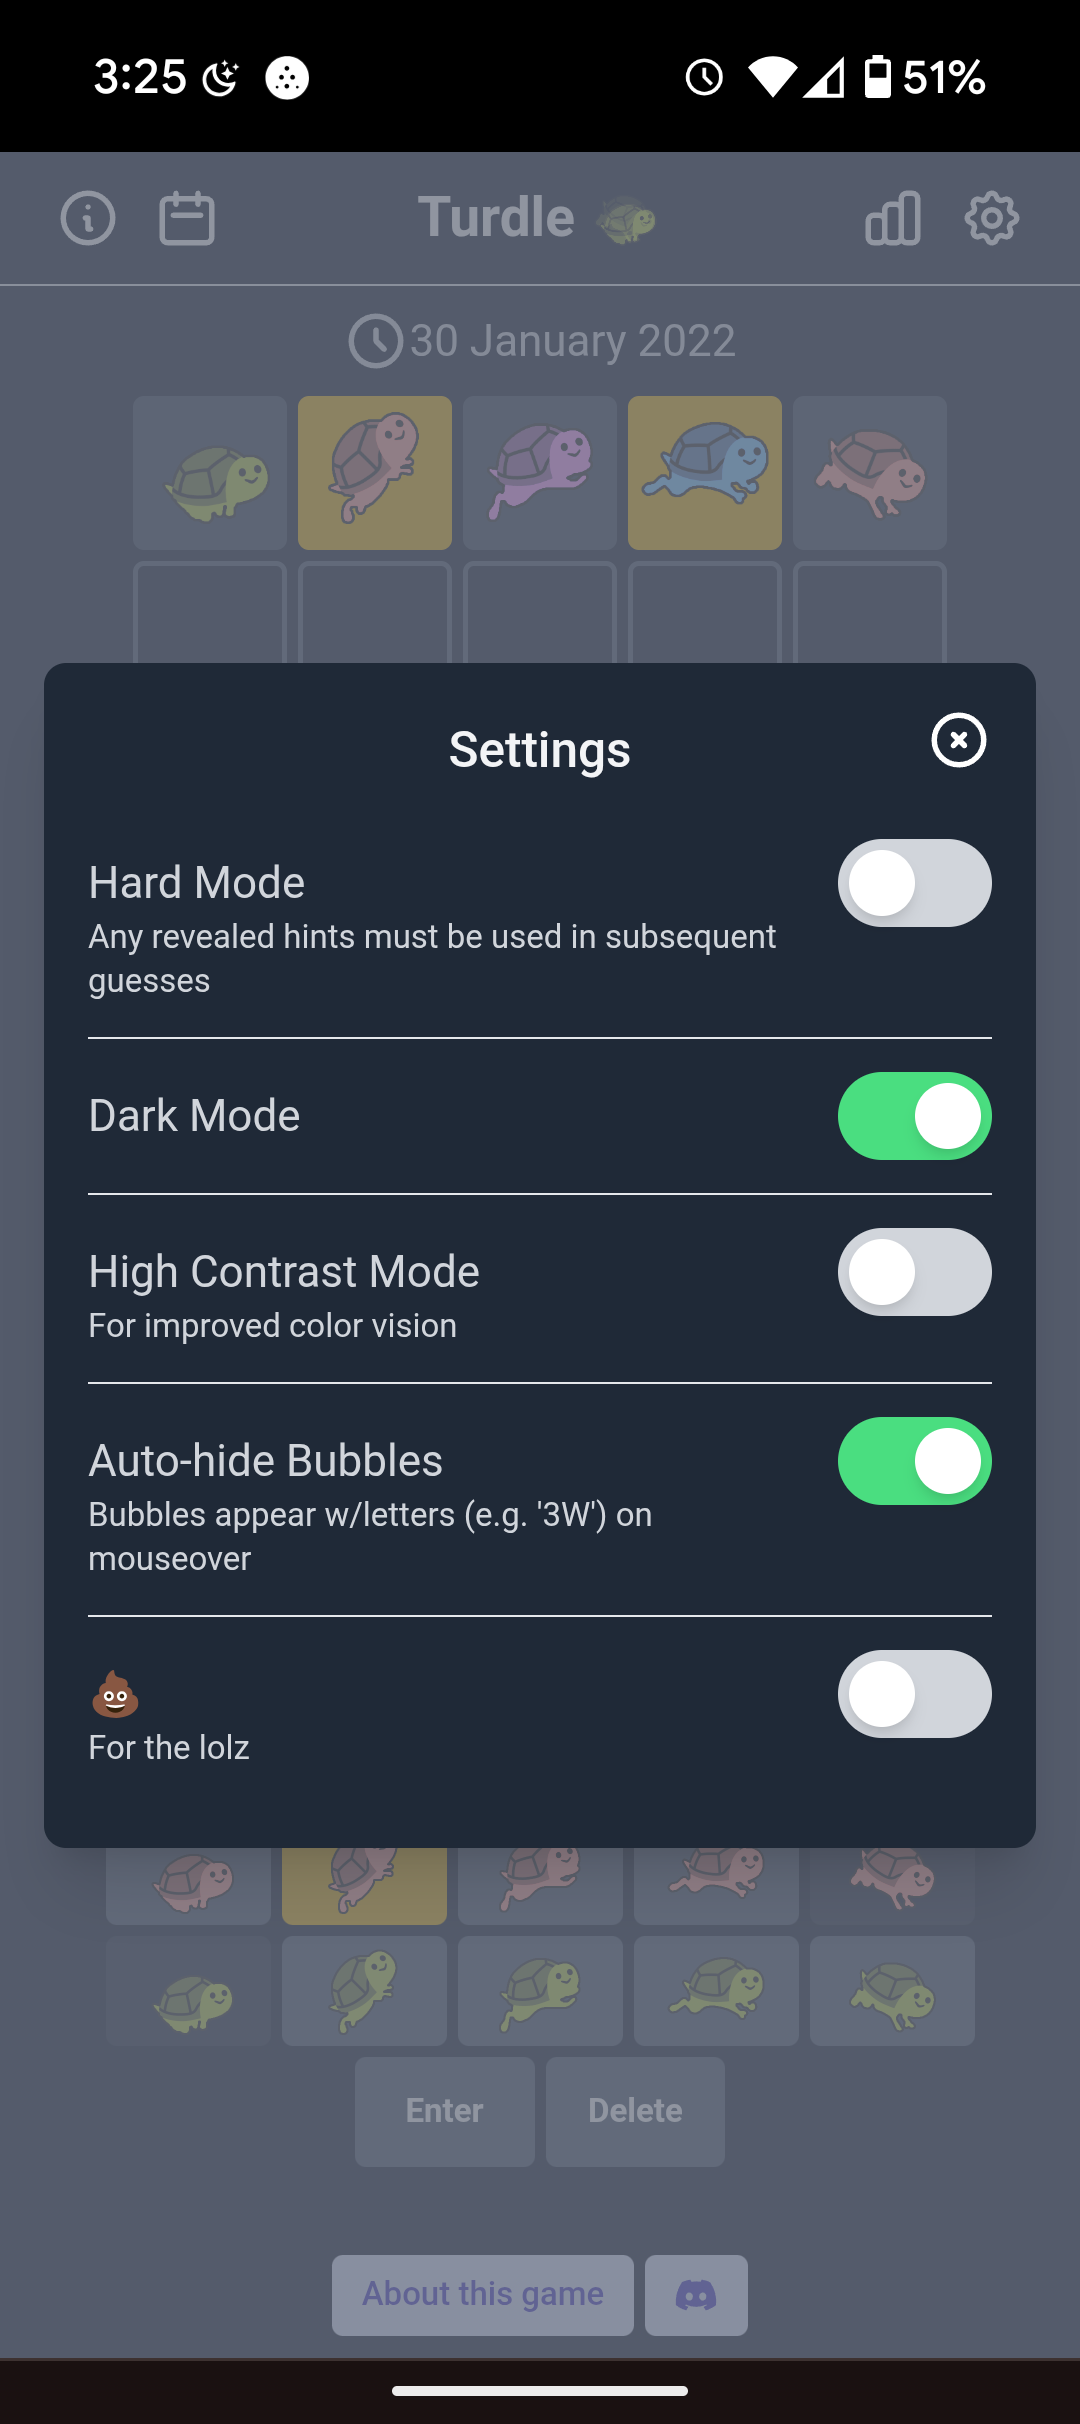 3:25
51%
Turdle
30 January 2022
Settings
Hard Mode
Any revealed hints must be used in subsequent
guesses
Dark Mode
High Contrast Mode
For improved color vision
Auto-hide Bubbles
Bubbles appear w/letters (e.g. '3W') on
mouseover
💩
For the lolz
Enter
Delete
About this game